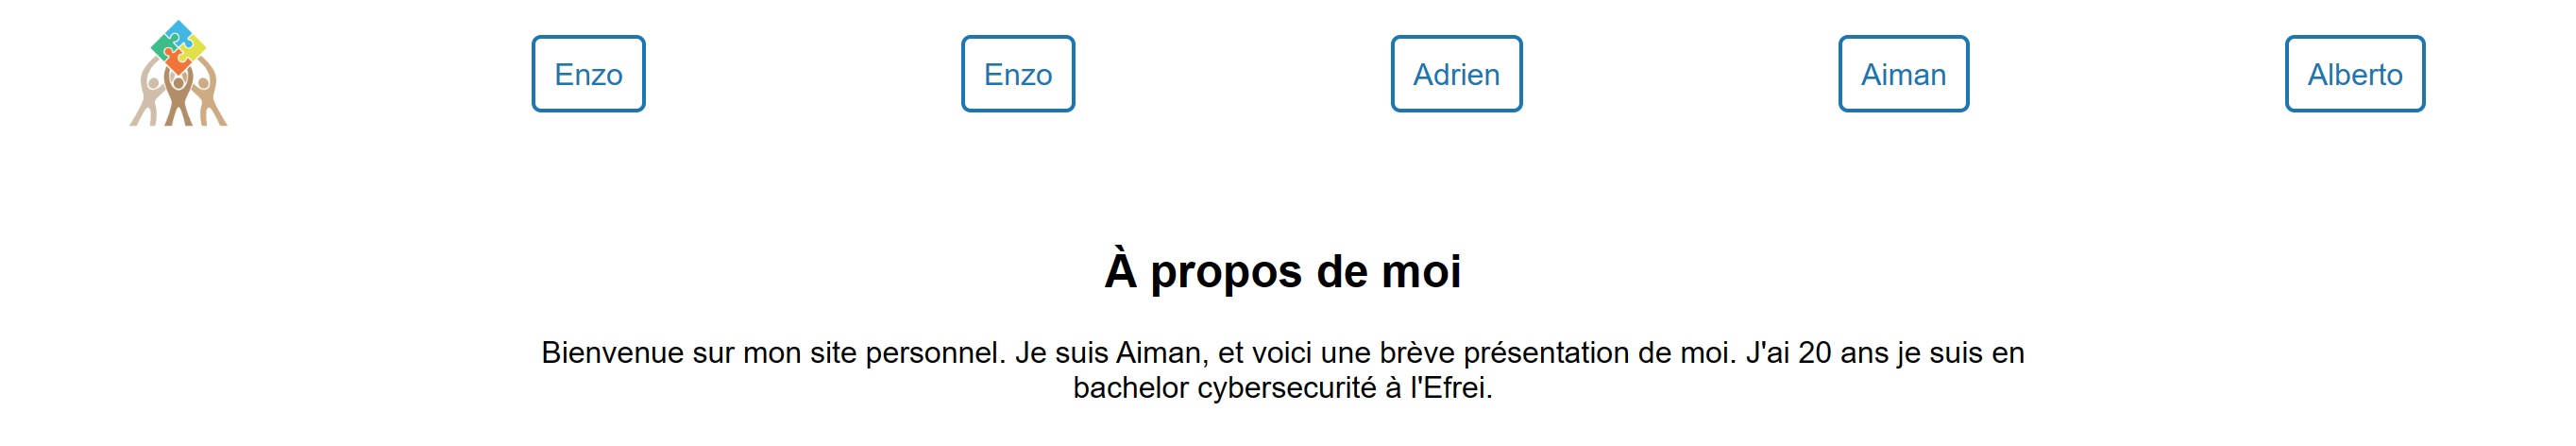 Enzo Enzo Adrien Aiman Alberto
À propos de moi
Bienvenue sur mon site personnel. Je suis Aiman, et voici une brève présentation de moi. J'ai 20 ans je suis en
bachelor cybersecurité à l'Efrei.